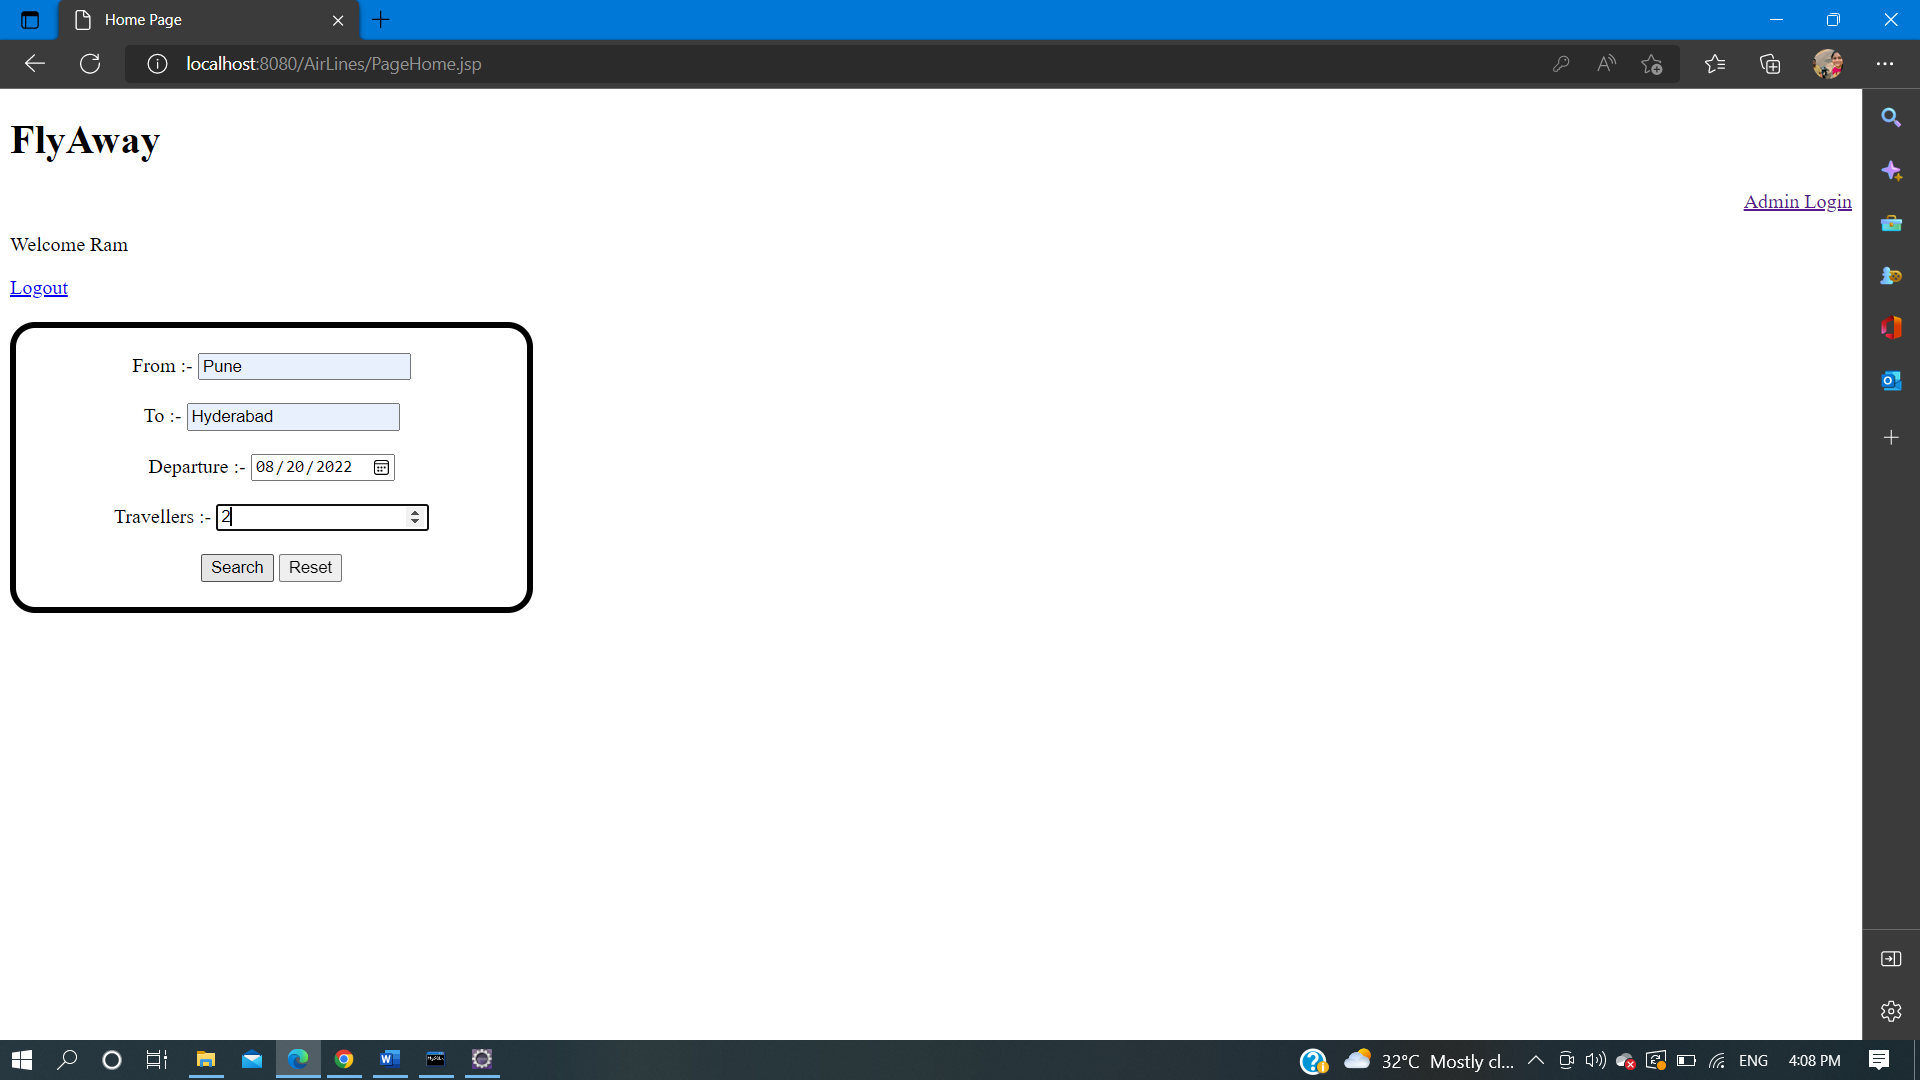 Home Page
localhost:8080/AirLines/PageHome.jsp
FlyAway
Admin Login
Welcome Ram
Logout
From :- Pune
To :- Hyderabad
Departure :- 08/20/2022
Travellers :- 2
Search Reset
32°C Mostly cl... ENG 4:08 PM